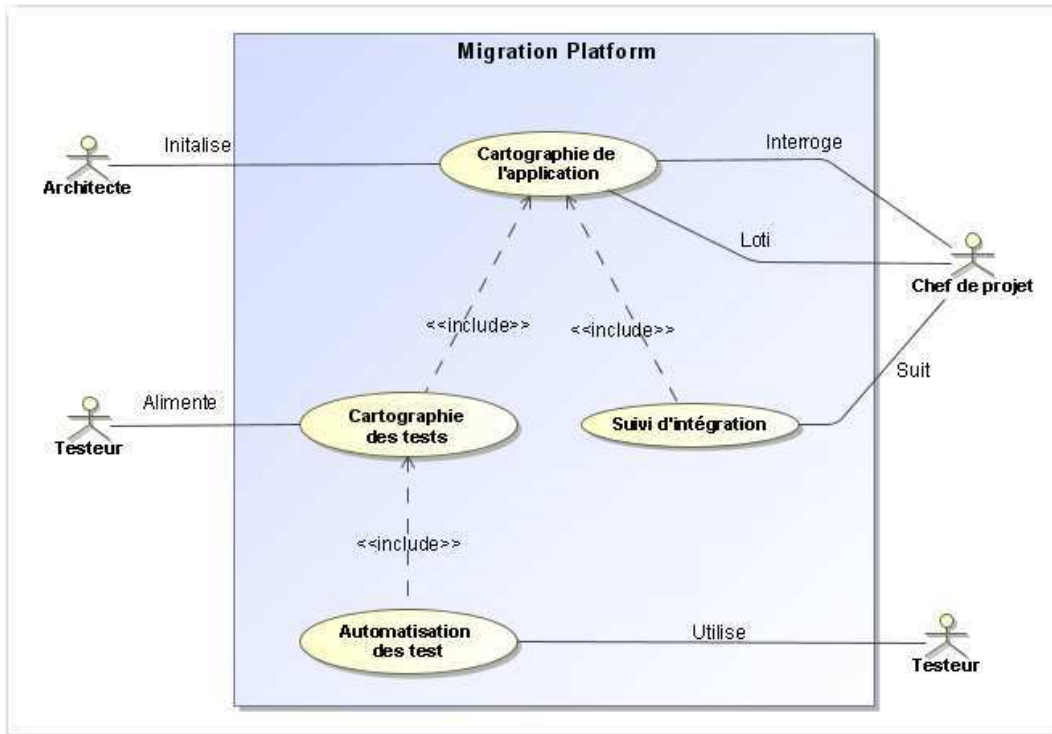 Migration Platform
Initalise
Cartographie de
l'application
Interroge
Architecte
Loti
Chef de projet
<<include>>
<<include>>
Suit
Alimente
Cartographie
des tests
Suivi d'intégration
Testeur
<<include>>
Automatisation
des test
Utilise
Testeur